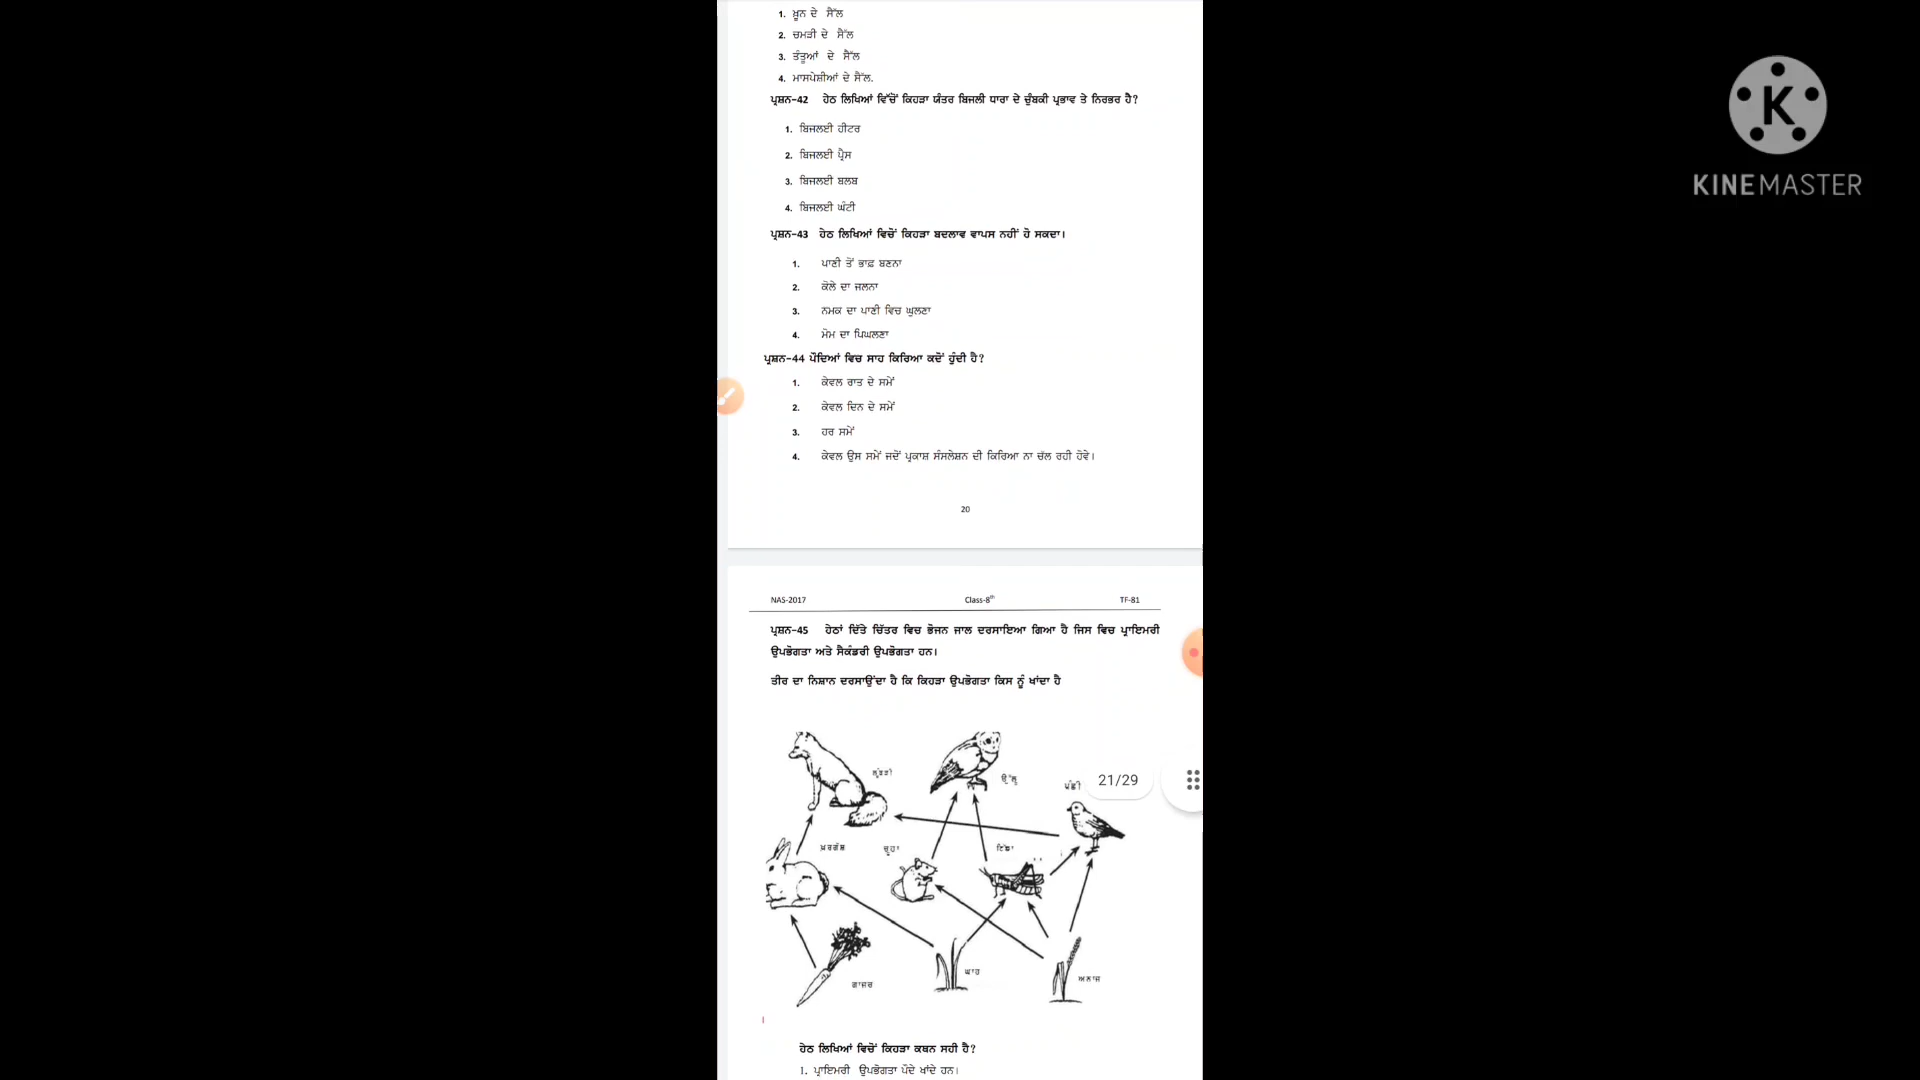 1. ਖ਼ੂਨ ਦੇ ਸੈੱਲ
2. ਚਮੜੀ ਦੇ ਸੈੱਲ
3. ਤੰਤੂਆਂ ਦੇ ਸੈੱਲ
4. ਮਾਸਪੇਸ਼ੀਆਂ ਦੇ ਸੈੱਲ.
ਪ੍ਰਸ਼ਨ-42 ਹੇਠ ਲਿਖਿਆਂ ਵਿੱਚੋਂ ਕਿਹੜਾ ਯੰਤਰ ਬਿਜਲੀ ਧਾਰਾ ਦੇ ਚੁੰਬਕੀ ਪ੍ਰਭਾਵ ਤੇ ਨਿਰਭਰ ਹੈ?
1. ਬਿਜਲਈ ਹੀਟਰ
2. ਬਿਜਲਈ ਪ੍ਰੈਸ
3. ਬਿਜਲਈ ਬਲਬ
4. ਬਿਜਲਈ ਘੰਟੀ
ਪ੍ਰਸ਼ਨ-43 ਹੇਠ ਲਿਖਿਆਂ ਵਿਚੋਂ ਕਿਹੜਾ ਬਦਲਾਵ ਵਾਪਸ ਨਹੀਂ ਹੋ ਸਕਦਾ।
1. ਪਾਣੀ ਤੋਂ ਭਾਫ਼ ਬਣਨਾ
2. ਕੋਲੇ ਦਾ ਜਲਨਾ
3. ਨਮਕ ਦਾ ਪਾਣੀ ਵਿਚ ਘੁਲਣਾ
4. ਮੋਮ ਦਾ ਪਿਘਲਣਾ
ਪ੍ਰਸ਼ਨ-44 ਪੌਦਿਆਂ ਵਿਚ ਸਾਹ ਕਿਰਿਆ ਕਦੋਂ ਹੁੰਦੀ ਹੈ?
1. ਕੇਵਲ ਰਾਤ ਦੇ ਸਮੇਂ
2. ਕੇਵਲ ਦਿਨ ਦੇ ਸਮੇਂ
3. ਹਰ ਸਮੇਂ
4. ਕੇਵਲ ਉਸ ਸਮੇਂ ਜਦੋਂ ਪ੍ਰਕਾਸ਼ ਸੰਸਲੇਸ਼ਨ ਦੀ ਕਿਰਿਆ ਨਾ ਚੱਲ ਰਹੀ ਹੋਵੇ।
20
NAS-2017 Class-8th TF-81
ਪ੍ਰਸ਼ਨ-45 ਹੇਠਾਂ ਦਿੱਤੇ ਚਿੱਤਰ ਵਿਚ ਭੋਜਨ ਜਾਲ ਦਰਸਾਇਆ ਗਿਆ ਹੈ ਜਿਸ ਵਿਚ ਪ੍ਰਾਇਮਰੀ
ਉਪਭੋਗਤਾ ਅਤੇ ਸੈਕੰਡਰੀ ਉਪਭੋਗਤਾ ਹਨ।
ਤੀਰ ਦਾ ਨਿਸ਼ਾਨ ਦਰਸਾਉਂਦਾ ਹੈ ਕਿ ਕਿਹੜਾ ਉਪਭੋਗਤਾ ਕਿਸ ਨੂੰ ਖਾਂਦਾ ਹੈ
ਲੂੰਬੜੀ
ਉੱਲੂ
21/29
ਪੰਛੀ
ਖ਼ਰਗੋਸ਼
ਚੂਹਾ
ਟਿੱਡਾ
ਗਾਜਰ
ਘਾਹ
ਅਨਾਜ
ਹੇਠ ਲਿਖਿਆਂ ਵਿਚੋਂ ਕਿਹੜਾ ਕਥਨ ਸਹੀ ਹੈ?
1. ਪ੍ਰਾਇਮਰੀ ਉਪਭੋਗਤਾ ਪੌਦੇ ਖਾਂਦੇ ਹਨ।
K
KINEMASTER